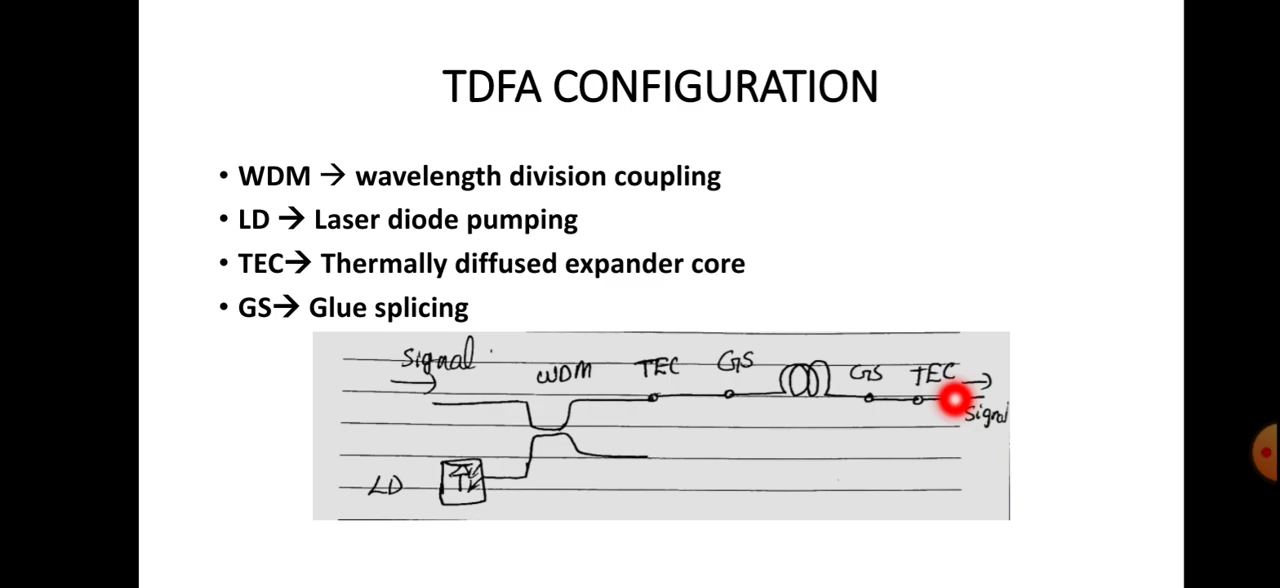 TDFA CONFIGURATION
• WDM → wavelength division coupling
• LD → Laser diode pumping
• TEC→ Thermally diffused expander core
• GS→ Glue splicing
Signal
WDM TEC GS GS TEC
Signal
LD